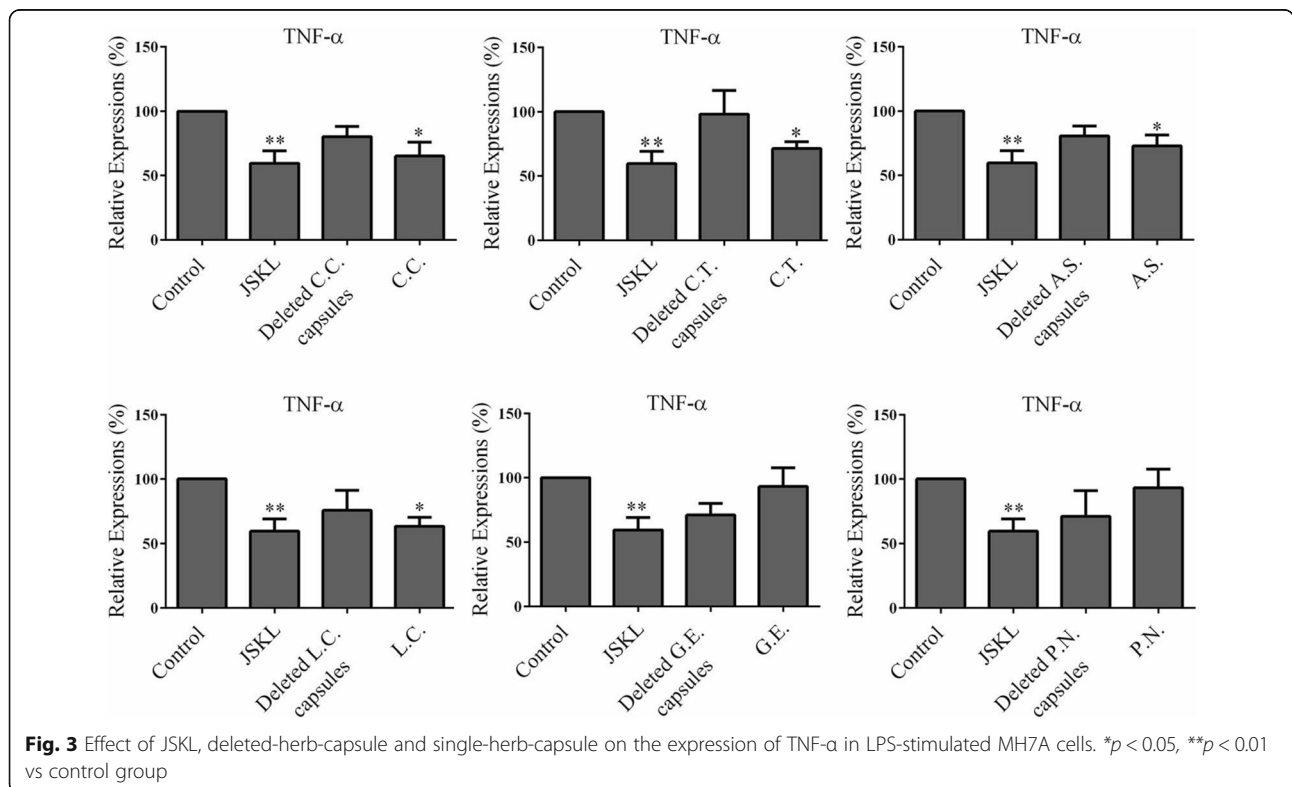 TNF-α
Relative Expressions (%)
150
100
50
0
**
*
Control
JSKL
Deleted C.C.
capsules
C.C.
TNF-α
Relative Expressions (%)
150
100
50
0
**
*
Control
JSKL
Deleted C.T.
capsules
C.T.
TNF-α
Relative Expressions (%)
150
100
50
0
**
*
Control
JSKL
Deleted A.S.
capsules
A.S.
TNF-α
Relative Expressions (%)
150
100
50
0
**
*
Control
JSKL
Deleted L.C.
capsules
L.C.
TNF-α
Relative Expressions (%)
150
100
50
0
**
Control
JSKL
Deleted G.E.
capsules
G.E.
TNF-α
Relative Expressions (%)
150
100
50
0
**
Control
JSKL
Deleted P.N.
capsules
P.N.
Fig. 3 Effect of JSKL, deleted-herb-capsule and single-herb-capsule on the expression of TNF-α in LPS-stimulated MH7A cells. *p < 0.05, **p < 0.01
vs control group